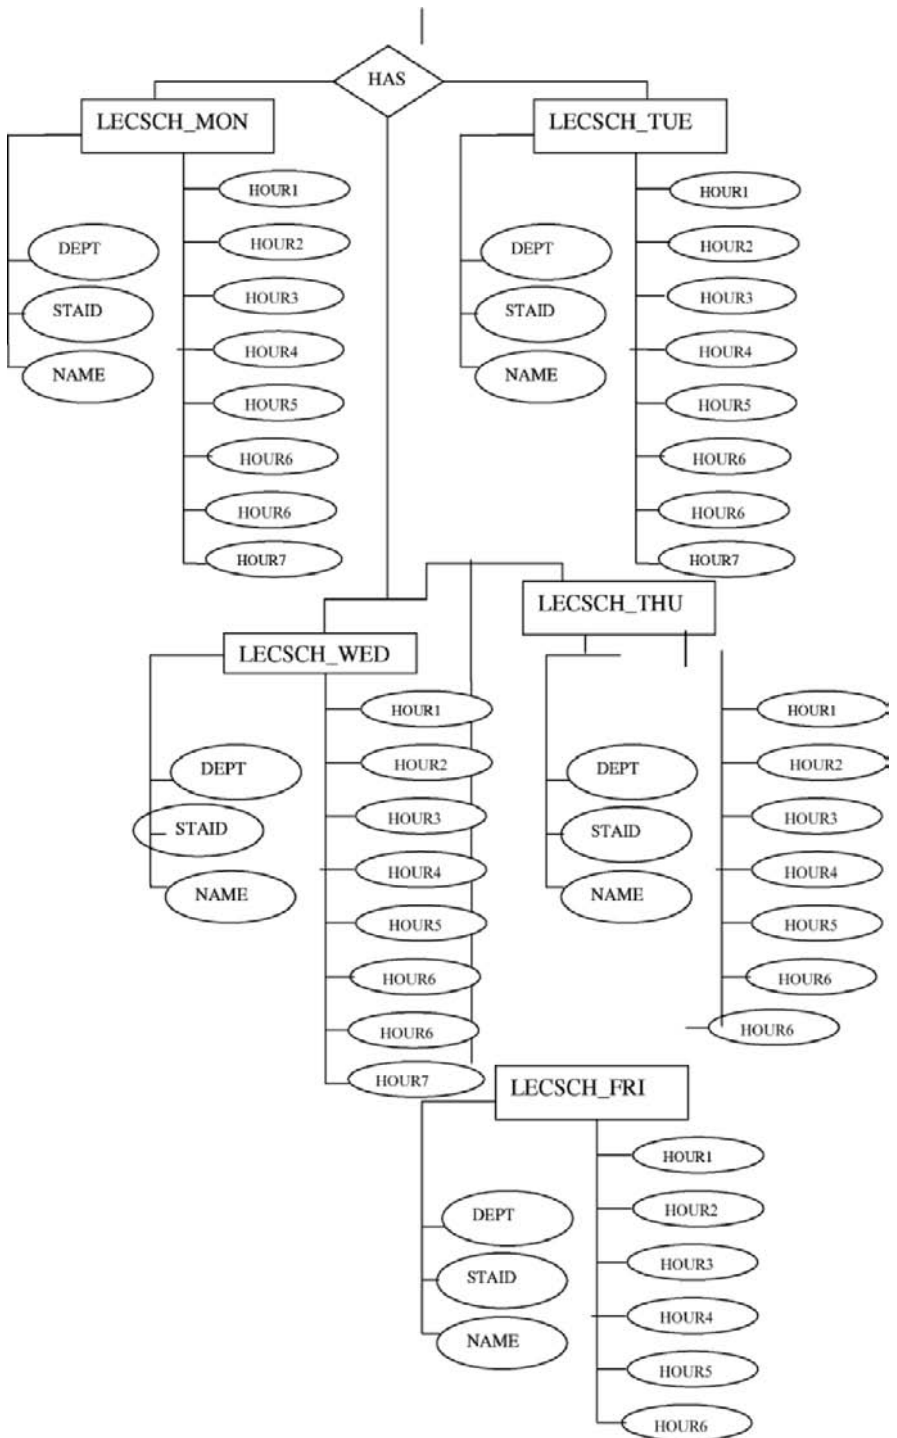 HAS
LECSCH_MON
DEPT
STAID
NAME
HOUR1
HOUR2
HOUR3
HOUR4
HOUR5
HOUR6
HOUR6
HOUR7
LECSCH_TUE
DEPT
STAID
NAME
HOUR1
HOUR2
HOUR3
HOUR4
HOUR5
HOUR6
HOUR6
HOUR7
LECSCH_WED
DEPT
STAID
NAME
HOUR1
HOUR2
HOUR3
HOUR4
HOUR5
HOUR6
HOUR6
HOUR7
LECSCH_THU
DEPT
STAID
NAME
HOUR1
HOUR2
HOUR3
HOUR4
HOUR5
HOUR6
HOUR6
LECSCH_FRI
DEPT
STAID
NAME
HOUR1
HOUR2
HOUR3
HOUR4
HOUR5
HOUR6